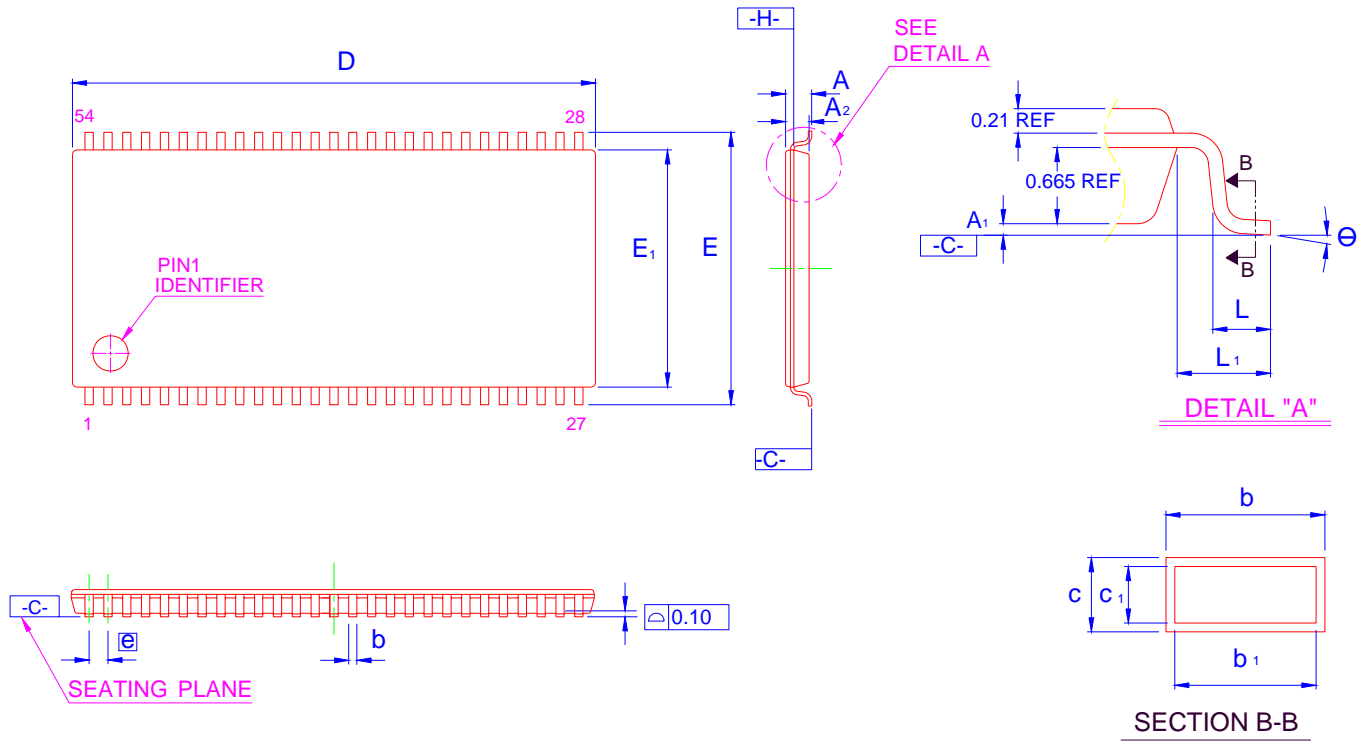 -H-
SEE
DETAIL A
D
A
A2
54
28
0.21 REF
B
0.665 REF
A1
-C-
B
Θ
E1
E
PIN1
IDENTIFIER
L
L1
DETAIL "A"
1
27
-C-
b
-C-
0.10
c
c1
e
b
b1
SEATING PLANE
SECTION B-B